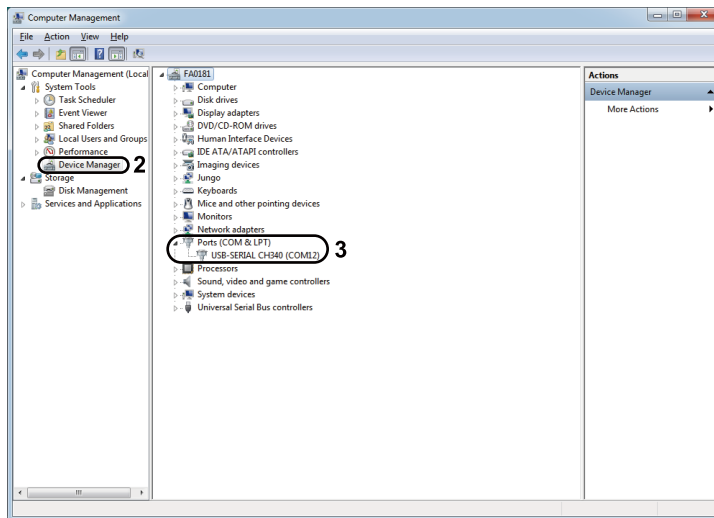 Computer Management
File Action View Help
Computer Management (Local
System Tools
Task Scheduler
Event Viewer
Shared Folders
Local Users and Groups
Performance
Device Manager
2
Storage
Disk Management
Services and Applications
FA0181
Computer
Disk drives
Display adapters
DVD/CD-ROM drives
Human Interface Devices
IDE ATA/ATAPI controllers
Imaging devices
Jungo
Keyboards
Mice and other pointing devices
Monitors
Network adapters
Ports (COM & LPT)
USB-SERIAL CH340 (COM12)
3
Processors
Sound, video and game controllers
System devices
Universal Serial Bus controllers
Actions
Device Manager
More Actions